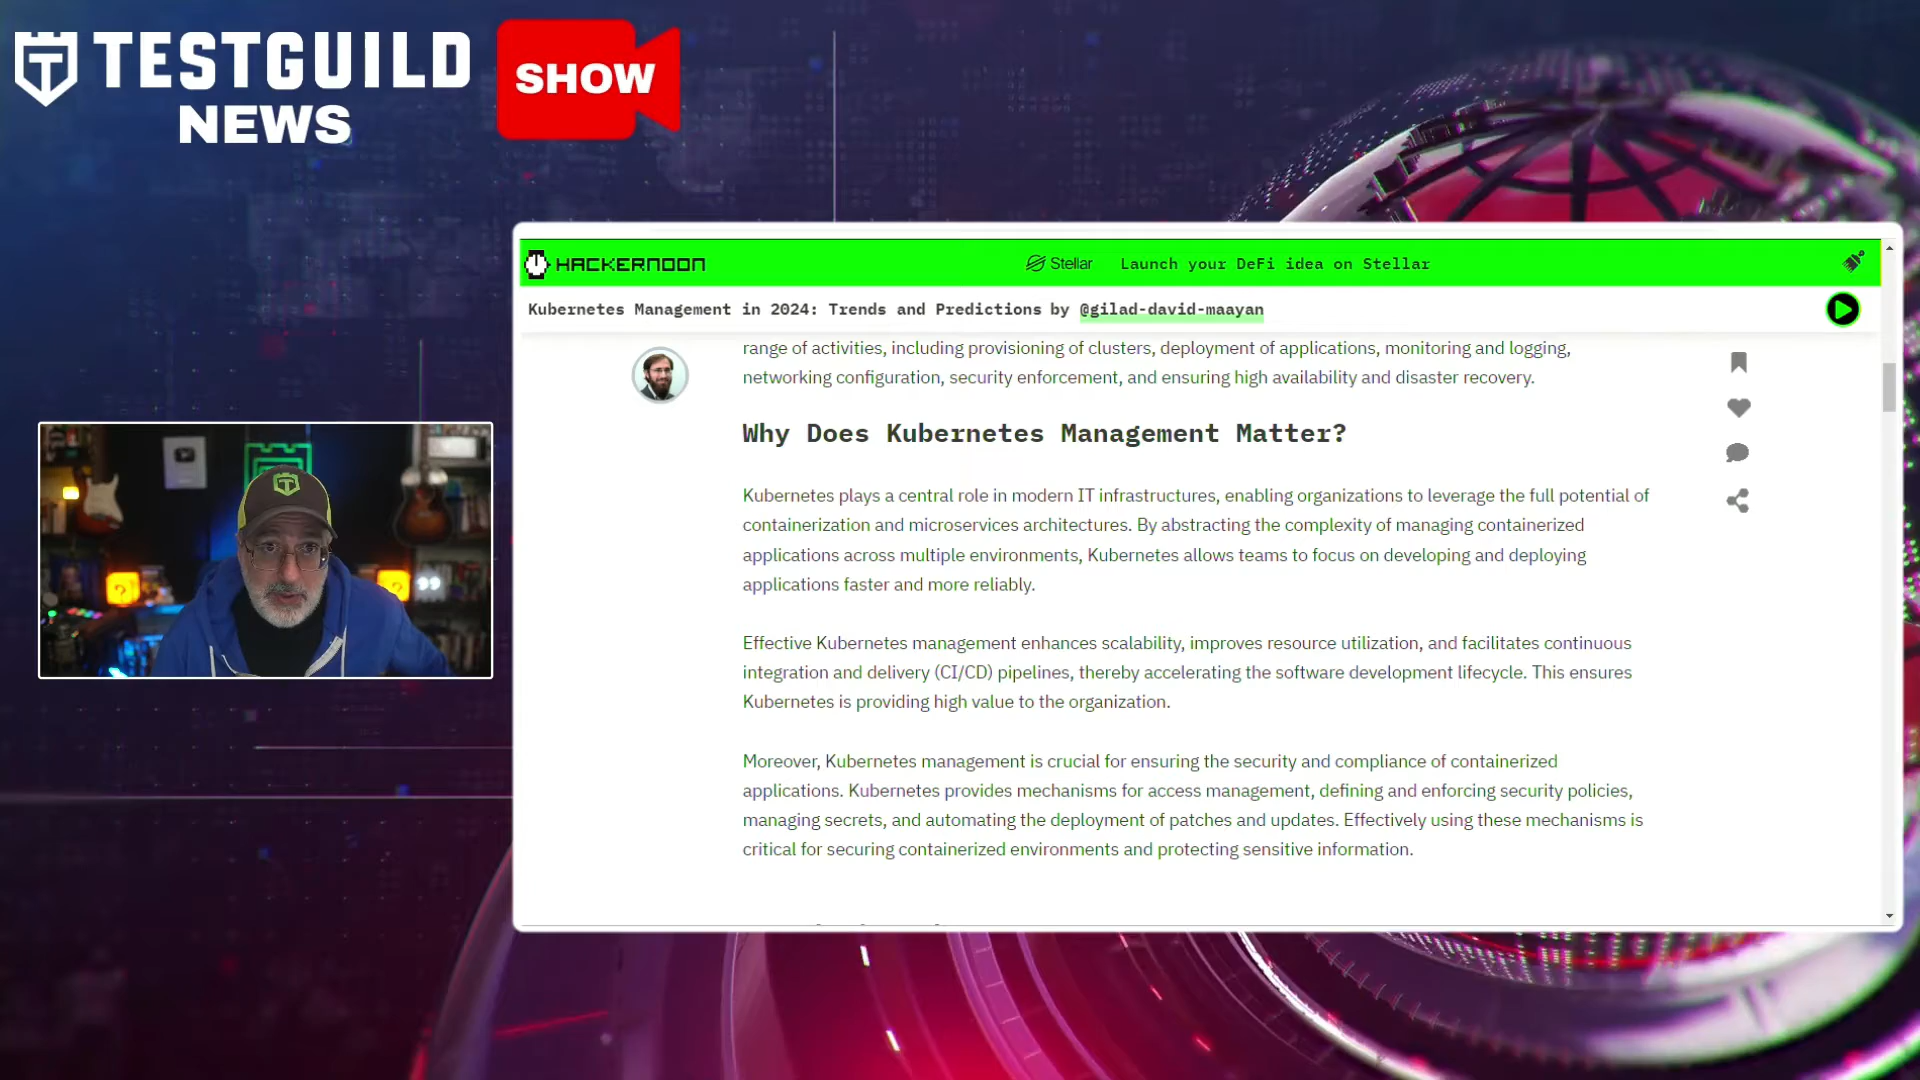 TESTGUILD
NEWS
SHOW
HACKERNOON
Stellar
Launch your DeFi idea on Stellar
Kubernetes Management in 2024: Trends and Predictions by @gilad-david-maayan
range of activities, including provisioning of clusters, deployment of applications, monitoring and logging,
networking configuration, security enforcement, and ensuring high availability and disaster recovery.
Why Does Kubernetes Management Matter?
Kubernetes plays a central role in modern IT infrastructures, enabling organizations to leverage the full potential of
containerization and microservices architectures. By abstracting the complexity of managing containerized
applications across multiple environments, Kubernetes allows teams to focus on developing and deploying
applications faster and more reliably.
Effective Kubernetes management enhances scalability, improves resource utilization, and facilitates continuous
integration and delivery (CI/CD) pipelines, thereby accelerating the software development lifecycle. This ensures
Kubernetes is providing high value to the organization.
Moreover, Kubernetes management is crucial for ensuring the security and compliance of containerized
applications. Kubernetes provides mechanisms for access management, defining and enforcing security policies,
managing secrets, and automating the deployment of patches and updates. Effectively using these mechanisms is
critical for securing containerized environments and protecting sensitive information.